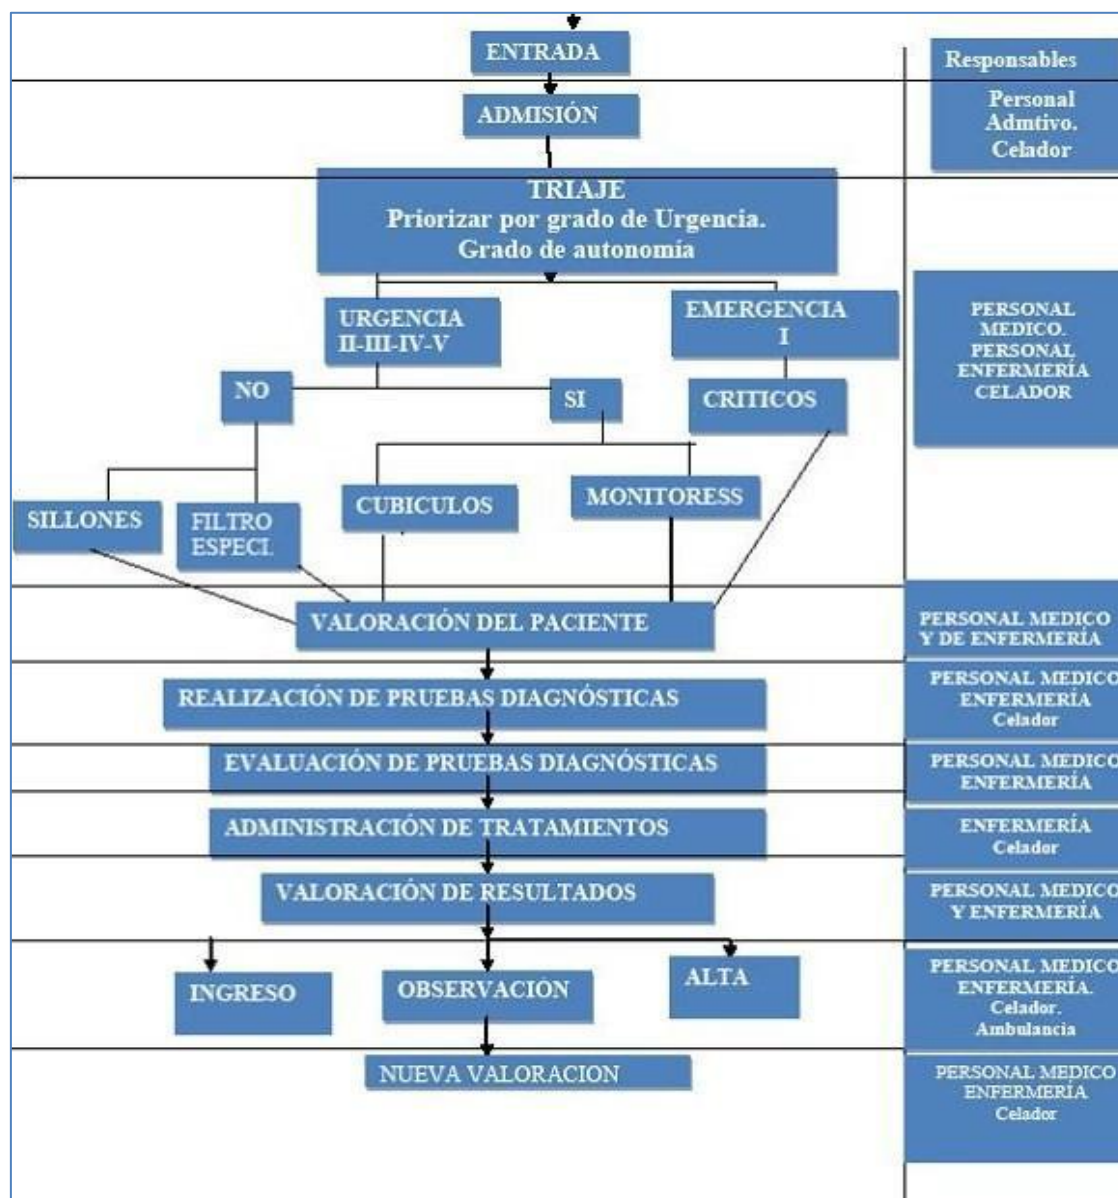 ENTRADA
Responsables
Personal
Admtivo.
Celador
ADMISIÓN
TRIAJE
Priorizar por grado de Urgencia.
Grado de autonomía
URGENCIA
II-III-IV-V
EMERGENCIA
I
PERSONAL
MEDICO.
PERSONAL
ENFERMERÍA
CELADOR
NO
SI
CRITICOS
SILLONES
FILTRO
ESPECI.
CUBICULOS
MONITORESS
VALORACIÓN DEL PACIENTE
PERSONAL MEDICO
Y DE ENFERMERÍA
REALIZACIÓN DE PRUEBAS DIAGNÓSTICAS
PERSONAL MEDICO
ENFERMERÍA
Celador
EVALUACIÓN DE PRUEBAS DIAGNÓSTICAS
PERSONAL MEDICO
ENFERMERÍA
ADMINISTRACIÓN DE TRATAMIENTOS
ENFERMERÍA
Celador
VALORACIÓN DE RESULTADOS
PERSONAL MEDICO
Y ENFERMERÍA
INGRESO
OBSERVACIÓN
ALTA
PERSONAL MEDICO
ENFERMERÍA.
Celador.
Ambulancia
NUEVA VALORACION
PERSONAL MEDICO
ENFERMERÍA
Celador